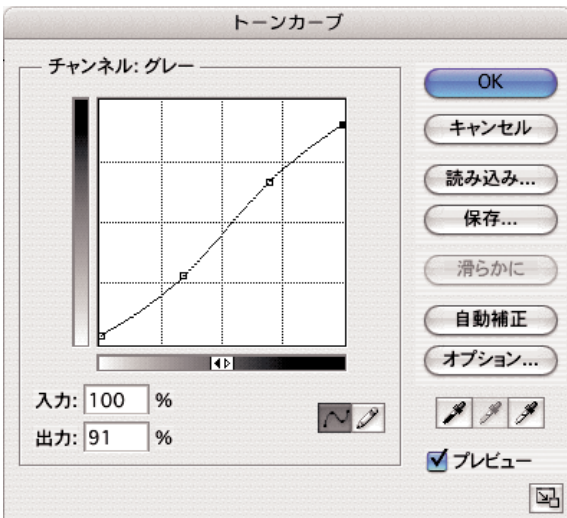 トーンカーブ
チャンネル: グレー
入力: 100 %
出力: 91 %
OK
キャンセル
読み込み...
保存...
滑らかに
自動補正
オプション...
プレビュー